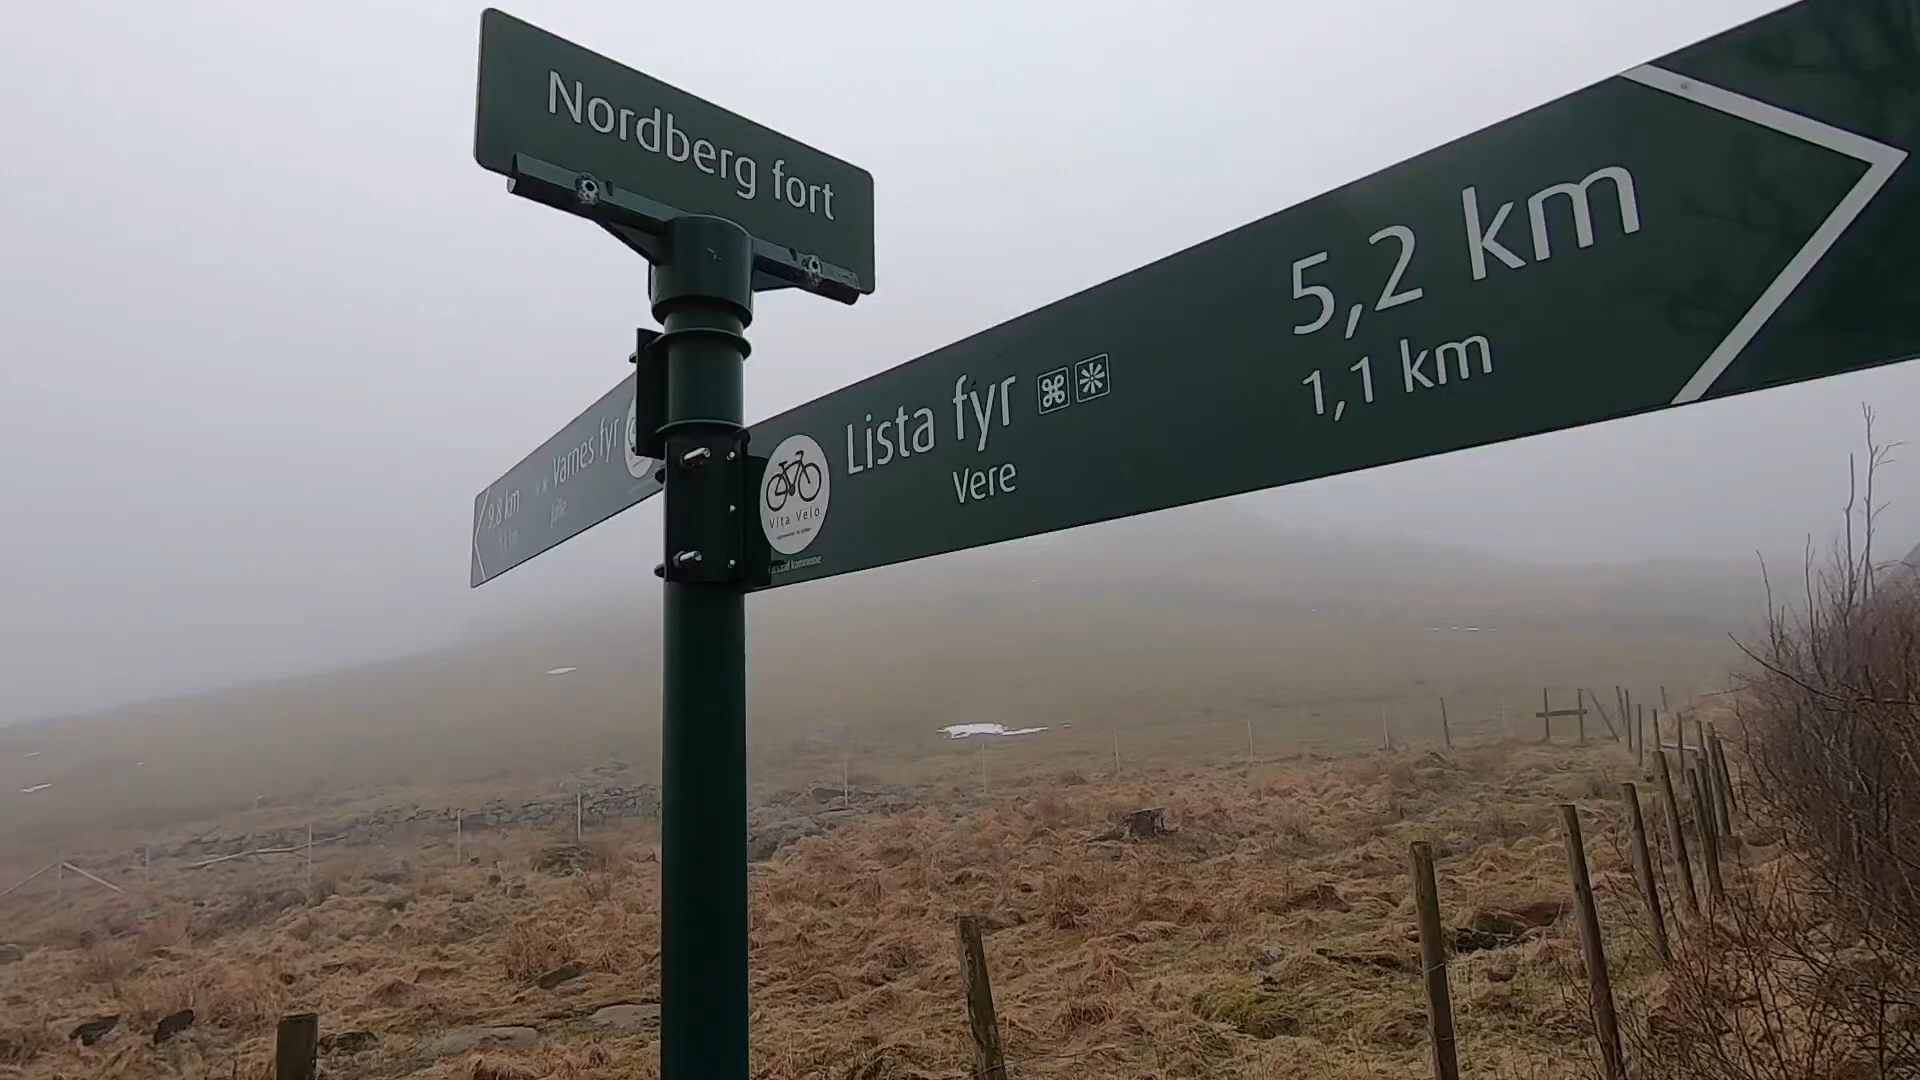 Nordberg fort
9,8 km Varnes fyr
Lista fyr 5,2 km
Vere 1,1 km
Vita Velo